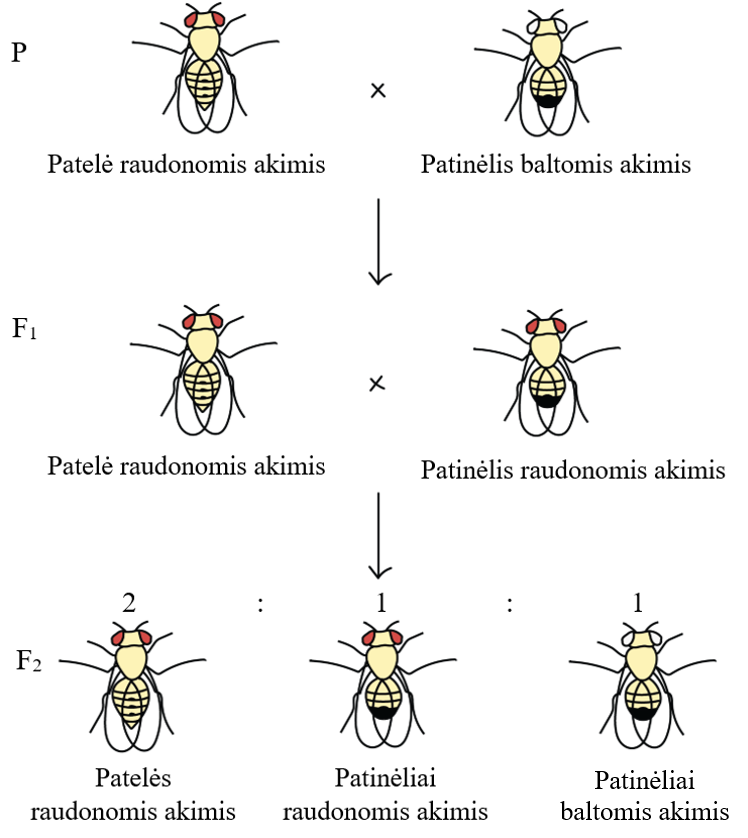 P
×
Patelė raudonomis akimis
Patinėlis baltomis akimis
F₁
×
Patelė raudonomis akimis
Patinėlis raudonomis akimis
2 : 1 : 1
F₂
Patelės
raudonomis akimis
Patinėliai
raudonomis akimis
Patinėliai
baltomis akimis